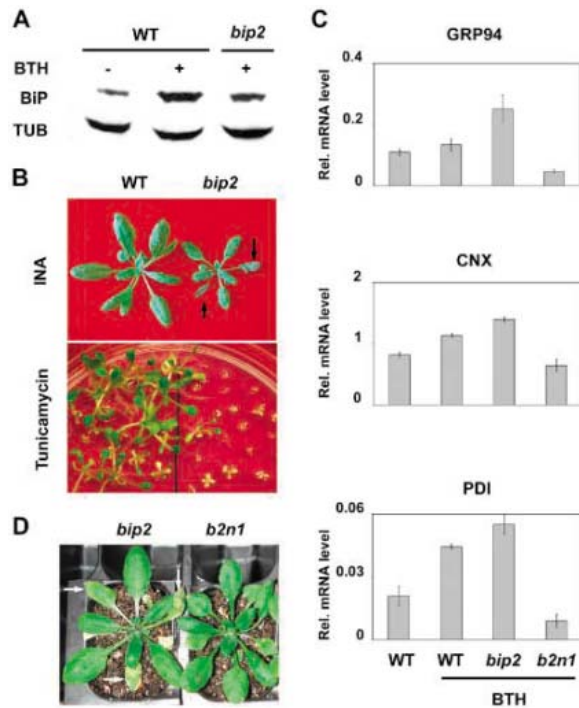 A
WT bip2
BTH - + +
BiP
TUB
B
WT bip2
INA
Tunicamycin
D
bip2 b2n1
C
GRP94
Rel. mRNA level
0.4
0.2
0
CNX
Rel. mRNA level
2
1
0
PDI
Rel. mRNA level
0.06
0.03
0
WT WT bip2 b2n1
BTH